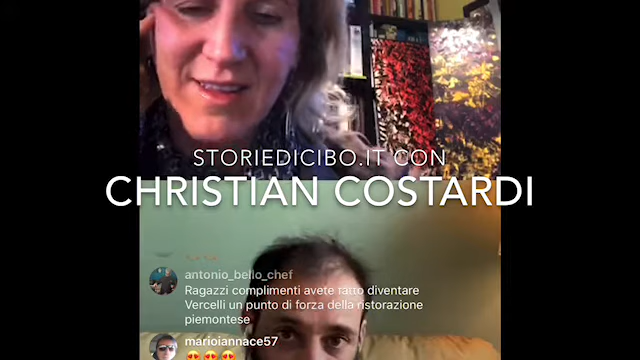 STORIEDICIBO.IT CON
CHRISTIAN COSTARDI
antonio_bello_chef
Ragazzi complimenti avete fatto diventare
Vercelli un punto di forza della ristorazione
piemontese
marioiannace57
😍😍😍